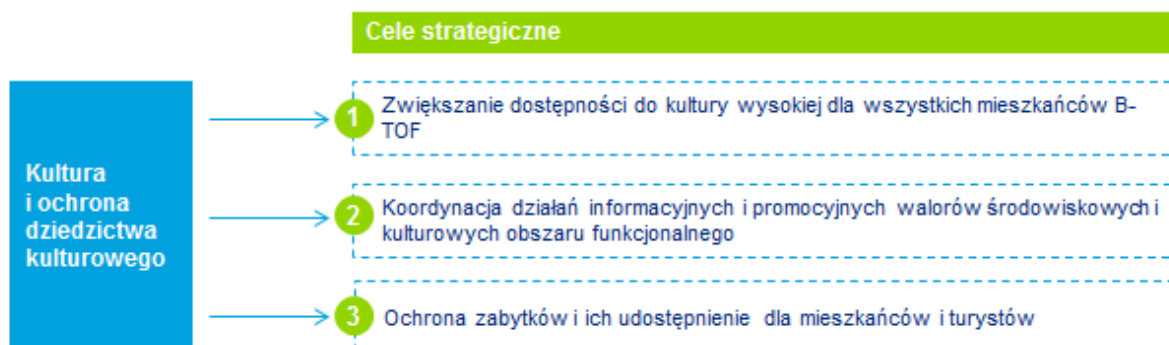 Cele strategiczne
Kultura
i ochrona
dziedzictwa
kulturowego
1
Zwiększanie dostępności do kultury wysokiej dla wszystkich mieszkańców B-
TOF
2
Koordynacja działań informacyjnych i promocyjnych walorów środowiskowych i
kulturowych obszaru funkcjonalnego
3
Ochrona zabytków i ich udostępnienie dla mieszkańców i turystów